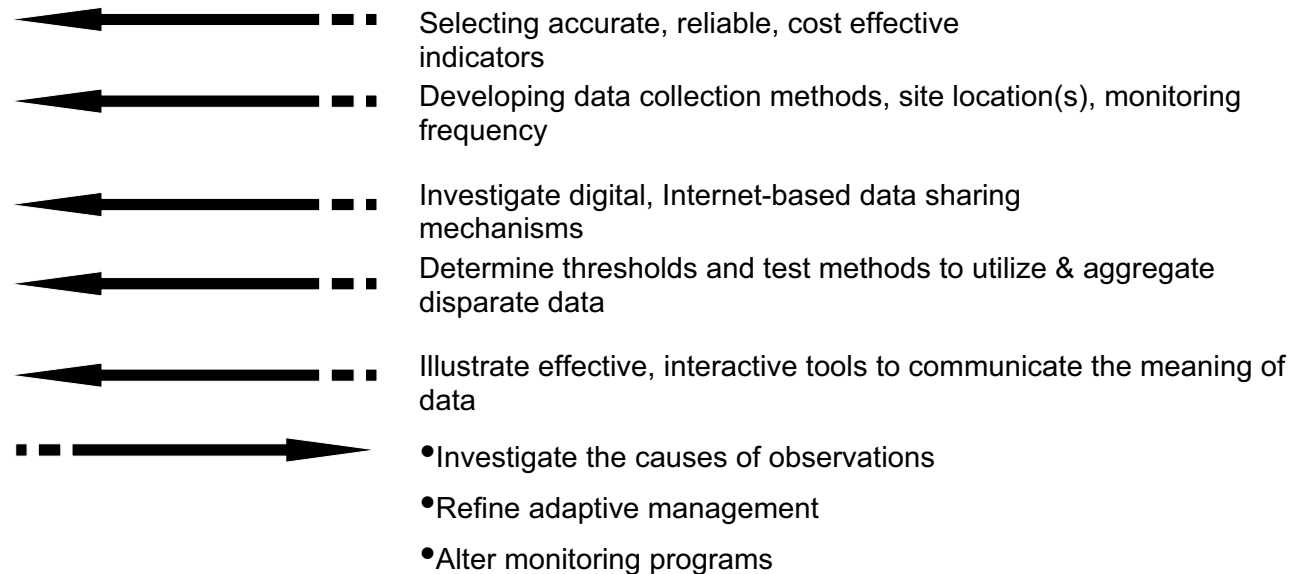 Selecting accurate, reliable, cost effective
indicators
Developing data collection methods, site location(s), monitoring
frequency
Investigate digital, Internet-based data sharing
mechanisms
Determine thresholds and test methods to utilize & aggregate
disparate data
Illustrate effective, interactive tools to communicate the meaning of
data
•Investigate the causes of observations
•Refine adaptive management
•Alter monitoring programs